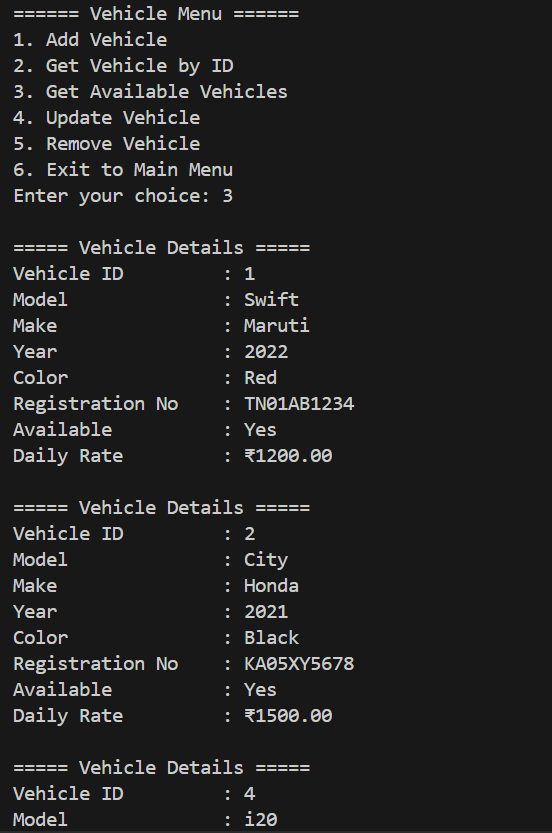 ====== Vehicle Menu ======
1. Add Vehicle
2. Get Vehicle by ID
3. Get Available Vehicles
4. Update Vehicle
5. Remove Vehicle
6. Exit to Main Menu
Enter your choice: 3
===== Vehicle Details =====
Vehicle ID : 1
Model : Swift
Make : Maruti
Year : 2022
Color : Red
Registration No : TN01AB1234
Available : Yes
Daily Rate : ₹1200.00
===== Vehicle Details =====
Vehicle ID : 2
Model : City
Make : Honda
Year : 2021
Color : Black
Registration No : KA05XY5678
Available : Yes
Daily Rate : ₹1500.00
===== Vehicle Details =====
Vehicle ID : 4
Model : i20